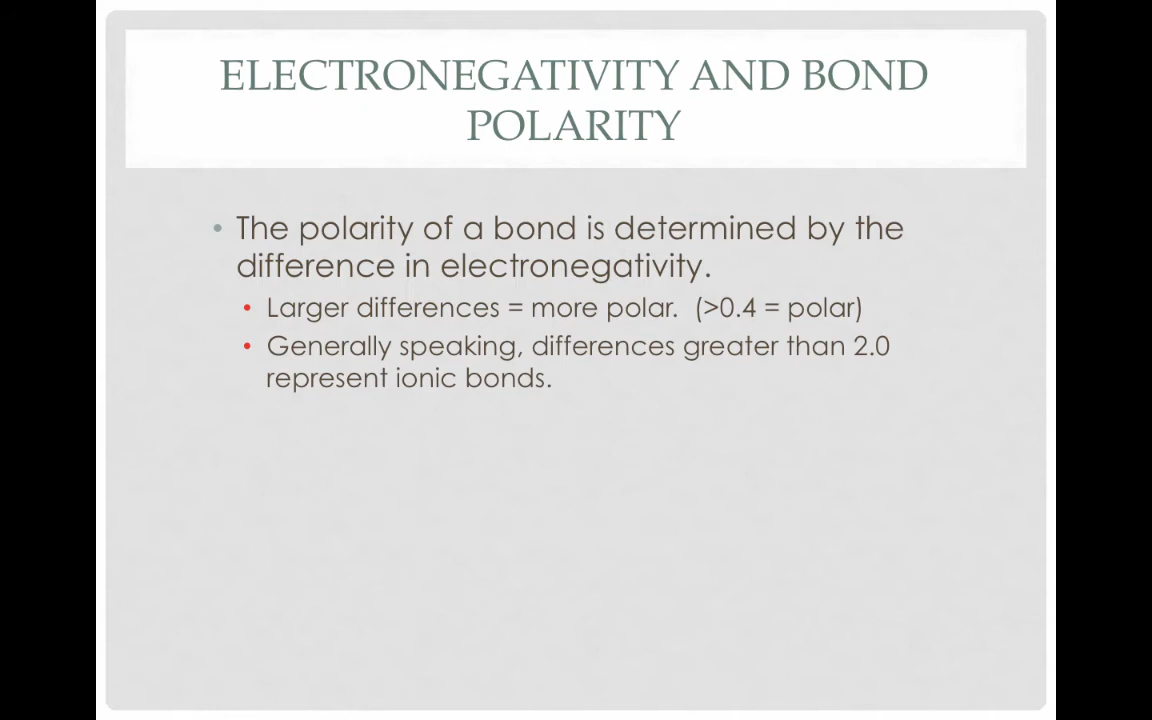 ELECTRONEGATIVITY AND BOND
POLARITY
• The polarity of a bond is determined by the
difference in electronegativity.
• Larger differences = more polar.  (>0.4 = polar)
• Generally speaking, differences greater than 2.0
represent ionic bonds.